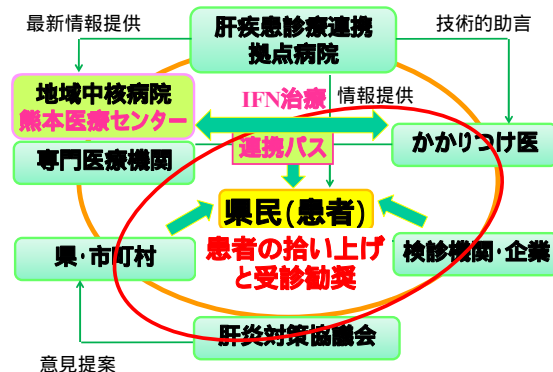 最新情報提供
肝疾患診療連携
拠点病院
技術的助言
地域中核病院
熊本医療センター
IFN治療
情報提供
専門医療機関
連携パス
かかりつけ医
県民(患者)
県・市町村
患者の拾い上げ
と受診勧奨
検診機関・企業
肝炎対策協議会
意見提案